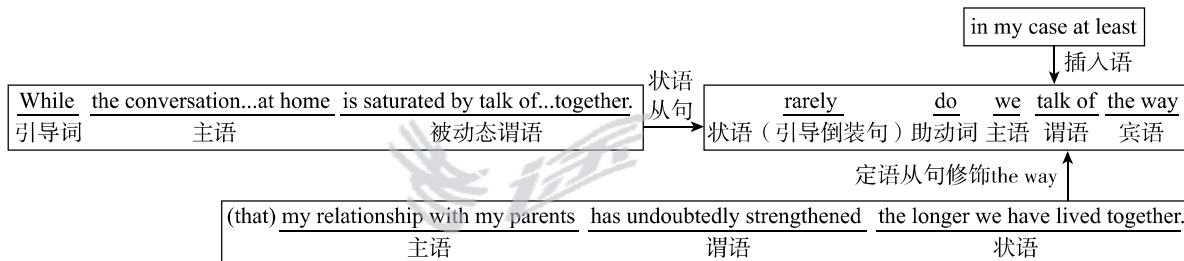 in my case at least
插入语
状语
从句
While the conversation...at home is saturated by talk of...together.
引导词 主语 被动态谓语
rarely do we talk of the way
状语（引导倒装句）助动词 主语 谓语 宾语
定语从句修饰the way
(that) my relationship with my parents has undoubtedly strengthened the longer we have lived together.
主语 谓语 状语